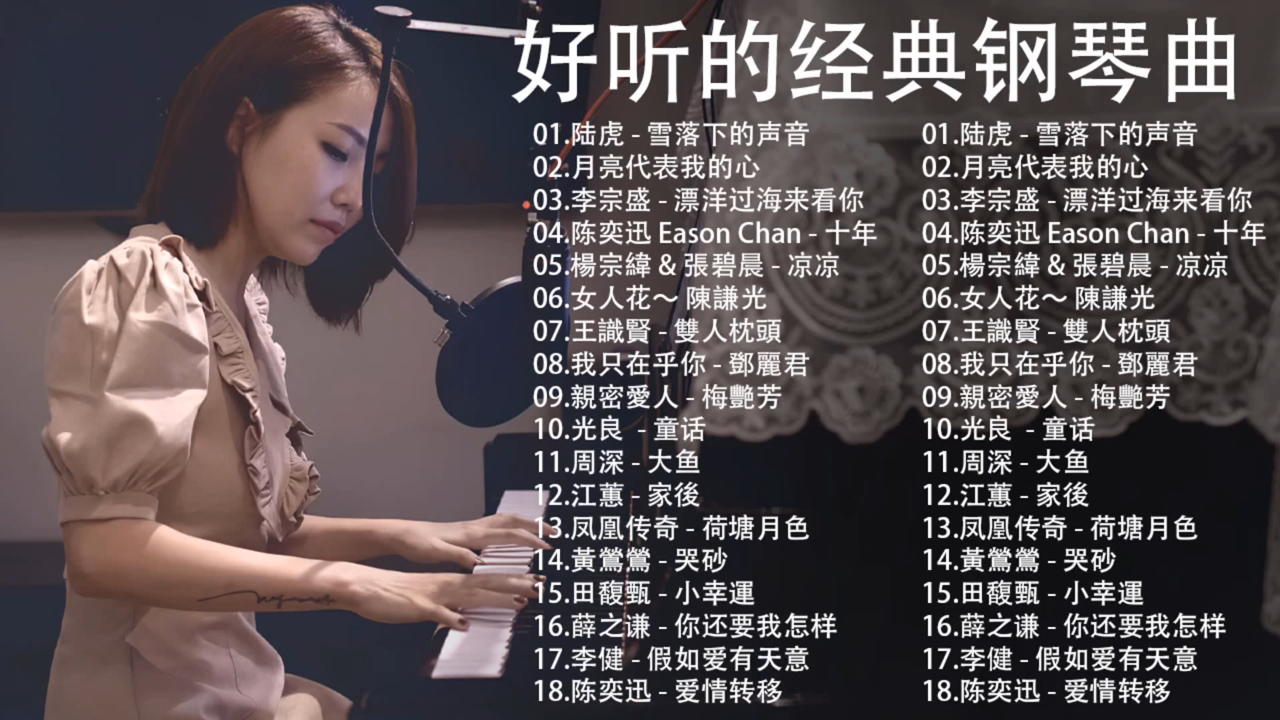 好听的经典钢琴曲
01.陆虎 - 雪落下的声音
02.月亮代表我的心
03.李宗盛 - 漂洋过海来看你
04.陈奕迅 Eason Chan - 十年
05.楊宗緯 & 張碧晨 - 凉凉
06.女人花～ 陳謙光
07.王識賢 - 雙人枕頭
08.我只在乎你 - 鄧麗君
09.親密愛人 - 梅艷芳
10.光良 - 童话
11.周深 - 大鱼
12.江蕙 - 家後
13.凤凰传奇 - 荷塘月色
14.黃鶯鶯 - 哭砂
15.田馥甄 - 小幸運
16.薛之谦 - 你还要我怎样
17.李健 - 假如爱有天意
18.陈奕迅 - 爱情转移
01.陆虎 - 雪落下的声音
02.月亮代表我的心
03.李宗盛 - 漂洋过海来看你
04.陈奕迅 Eason Chan - 十年
05.楊宗緯 & 張碧晨 - 凉凉
06.女人花～ 陳謙光
07.王識賢 - 雙人枕頭
08.我只在乎你 - 鄧麗君
09.親密愛人 - 梅艷芳
10.光良 - 童话
11.周深 - 大鱼
12.江蕙 - 家後
13.凤凰传奇 - 荷塘月色
14.黃鶯鶯 - 哭砂
15.田馥甄 - 小幸運
16.薛之谦 - 你还要我怎样
17.李健 - 假如爱有天意
18.陈奕迅 - 爱情转移